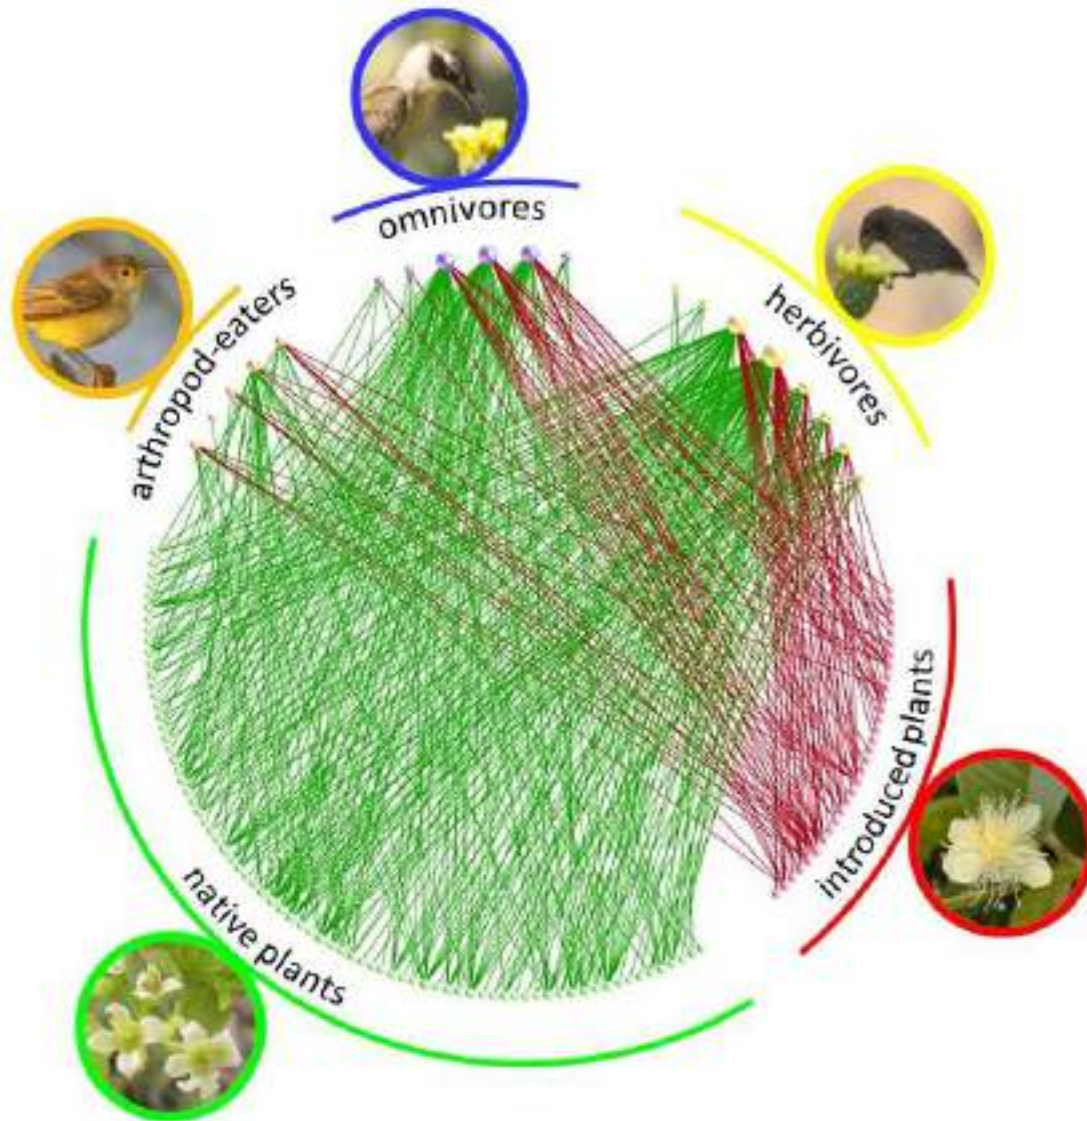 omnivores
herbivores
arthropod-eaters
introduced plants
native plants